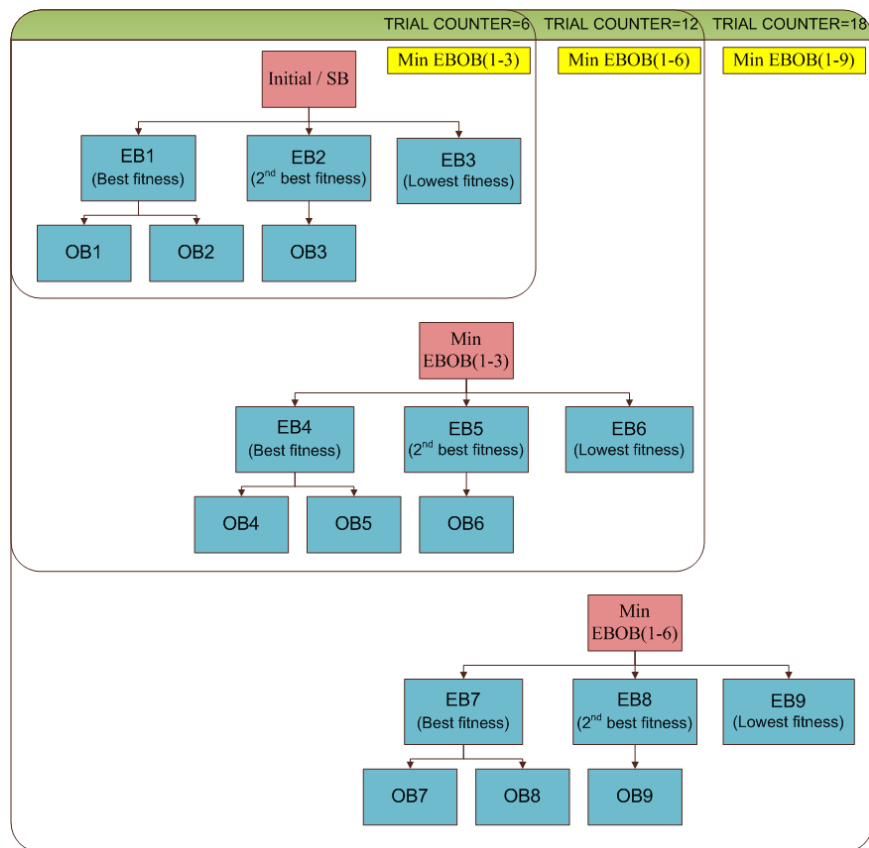 TRIAL COUNTER=6 TRIAL COUNTER=12 TRIAL COUNTER=18
Min EBOB(1-3) Min EBOB(1-6) Min EBOB(1-9)
Initial / SB
EB1 EB2 EB3
(Best fitness) (2nd best fitness) (Lowest fitness)
OB1 OB2 OB3
Min
EBOB(1-3)
EB4 EB5 EB6
(Best fitness) (2nd best fitness) (Lowest fitness)
OB4 OB5 OB6
Min
EBOB(1-6)
EB7 EB8 EB9
(Best fitness) (2nd best fitness) (Lowest fitness)
OB7 OB8 OB9